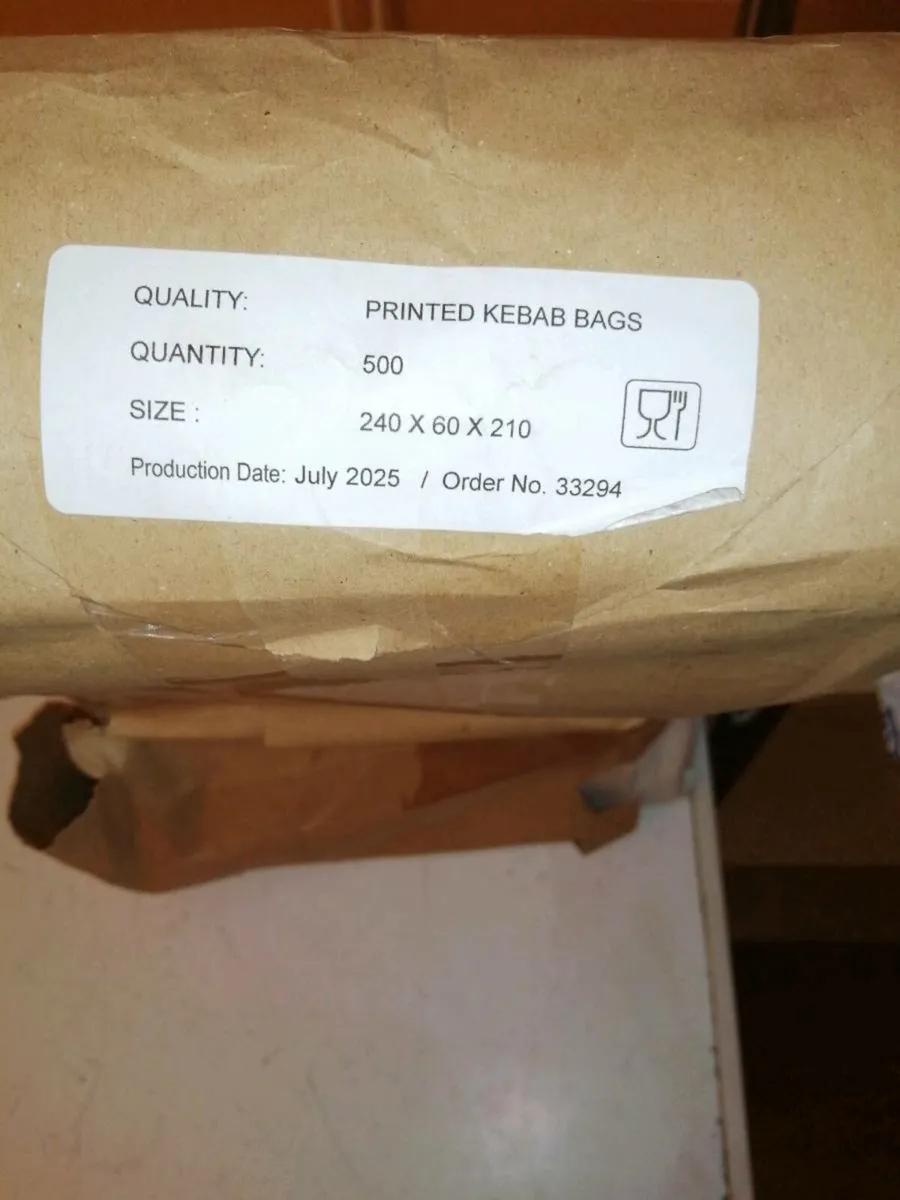 QUALITY: PRINTED KEBAB BAGS
QUANTITY: 500
SIZE : 240 X 60 X 210
Production Date: July 2025 / Order No. 33294